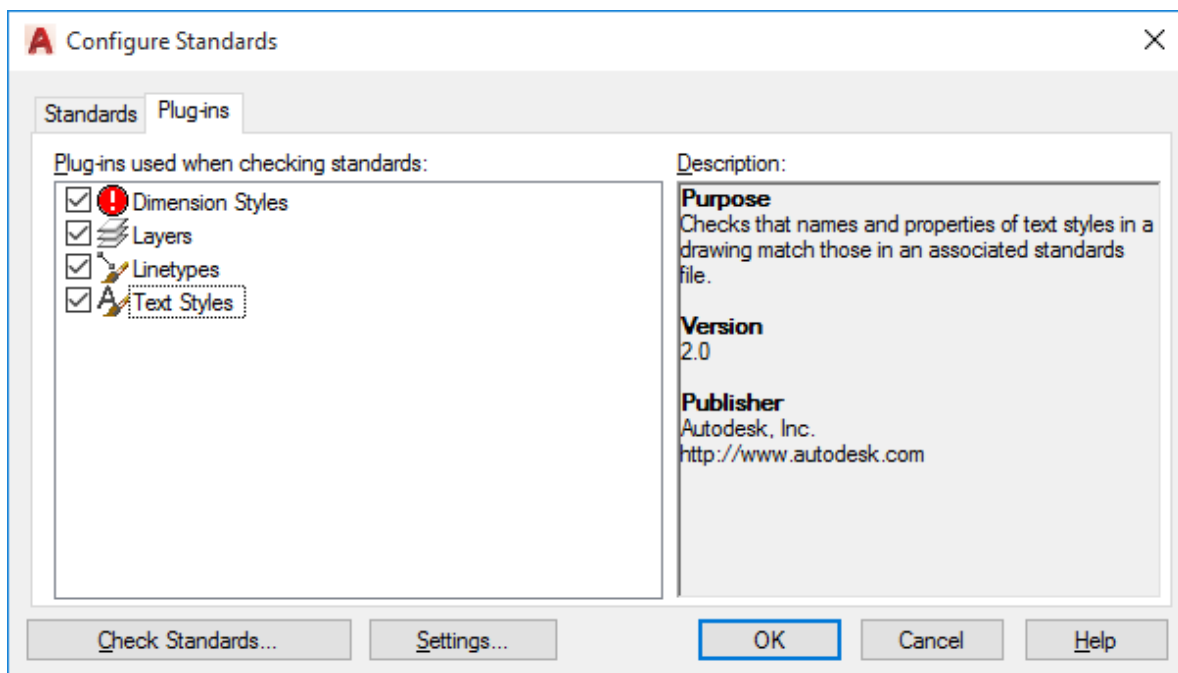 Configure Standards
Standards
Plug-ins
Plug-ins used when checking standards:
Dimension Styles
Layers
Linetypes
Text Styles
Description:
Purpose
Checks that names and properties of text styles in a
drawing match those in an associated standards
file.
Version
2.0
Publisher
Autodesk, Inc.
http://www.autodesk.com
Check Standards...
Settings...
OK
Cancel
Help